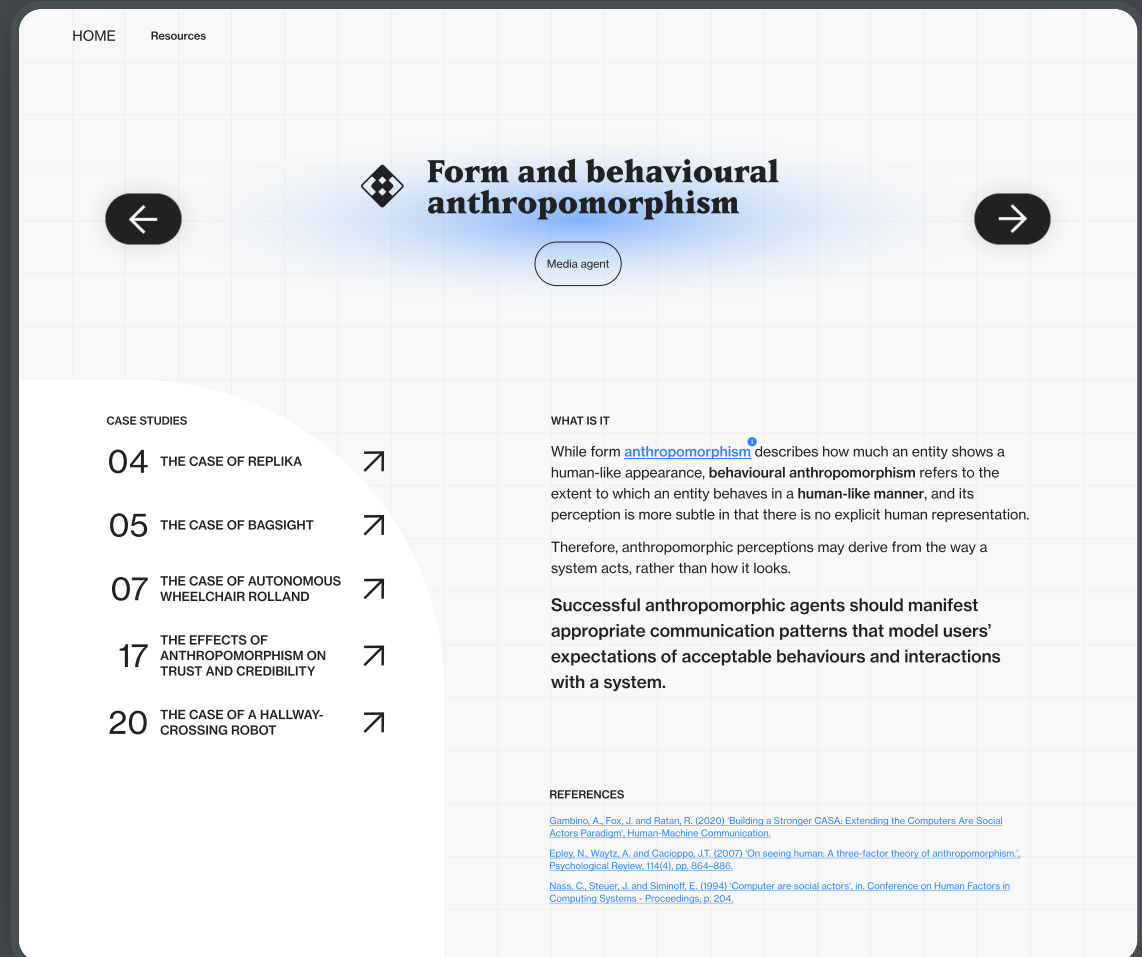 HOME
Resources
Form and behavioural
anthropomorphism
Media agent
CASE STUDIES
04
THE CASE OF REPLIKA
05
THE CASE OF BAGSIGHT
07
THE CASE OF AUTONOMOUS
WHEELCHAIR ROLLAND
17
THE EFFECTS OF
ANTHROPOMORPHISM ON
TRUST AND CREDIBILITY
20
THE CASE OF A HALLWAY-
CROSSING ROBOT
WHAT IS IT
While form anthropomorphism describes how much an entity shows a
human-like appearance, behavioural anthropomorphism refers to the
extent to which an entity behaves in a human-like manner, and its
perception is more subtle in that there is no explicit human representation.
Therefore, anthropomorphic perceptions may derive from the way a
system acts, rather than how it looks.
Successful anthropomorphic agents should manifest
appropriate communication patterns that model users’
expectations of acceptable behaviours and interactions
with a system.
REFERENCES
Gambino, A., Fox, J. and Ratan, R. (2020) ‘Building a Stronger CASA: Extending the Computers Are Social
Actors Paradigm’, Human-Machine Communication.
Epley, N., Waytz, A. and Cacioppo, J.T. (2007) ‘On seeing human: A three-factor theory of anthropomorphism.’,
Psychological Review, 114(4), pp. 864–886.
Nass, C., Steuer, J. and Siminoff, E. (1994) ‘Computer are social actors’, in. Conference on Human Factors in
Computing Systems - Proceedings, p. 204.